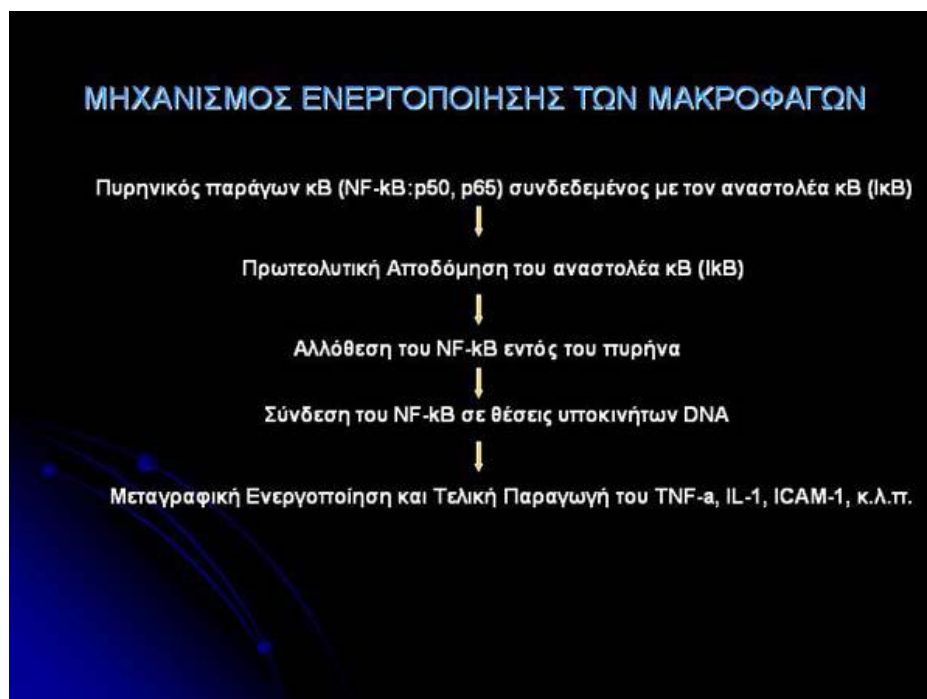 ΜΗΧΑΝΙΣΜΟΣ ΕΝΕΡΓΟΠΟΙΗΣΗΣ ΤΩΝ ΜΑΚΡΟΦΑΓΩΝ
Πυρηνικός παράγων κΒ (NF-kB:p50, p65) συνδεδεμένος με τον αναστολέα κΒ (IκB)
Πρωτεολυτική Αποδόμηση του αναστολέα κΒ (IkB)
Αλλόθεση του NF-kB εντός του πυρήνα
Σύνδεση του NF-kB σε θέσεις υποκινήτων DNA
Μεταγραφική Ενεργοποίηση και Τελική Παραγωγή του TNF-a, IL-1, ICAM-1, κ.λ.π.